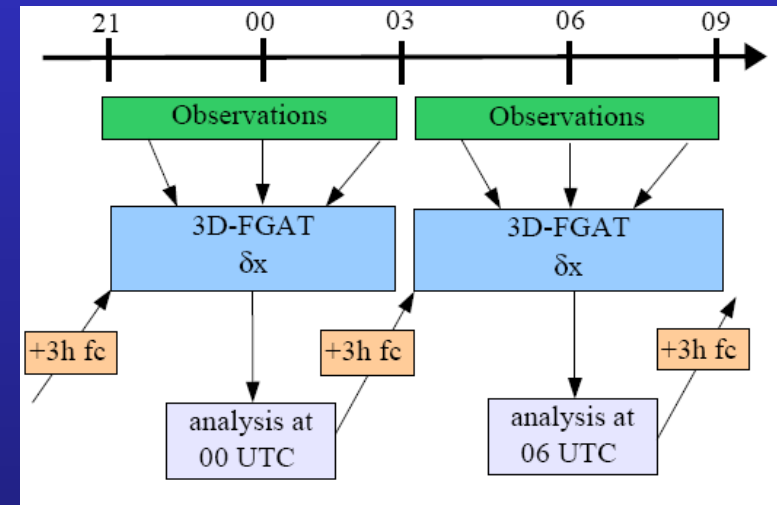 21 00 03 06 09
Observations Observations
3D-FGAT 3D-FGAT
δx δx
+3h fc +3h fc +3h fc
analysis at analysis at
00 UTC 06 UTC